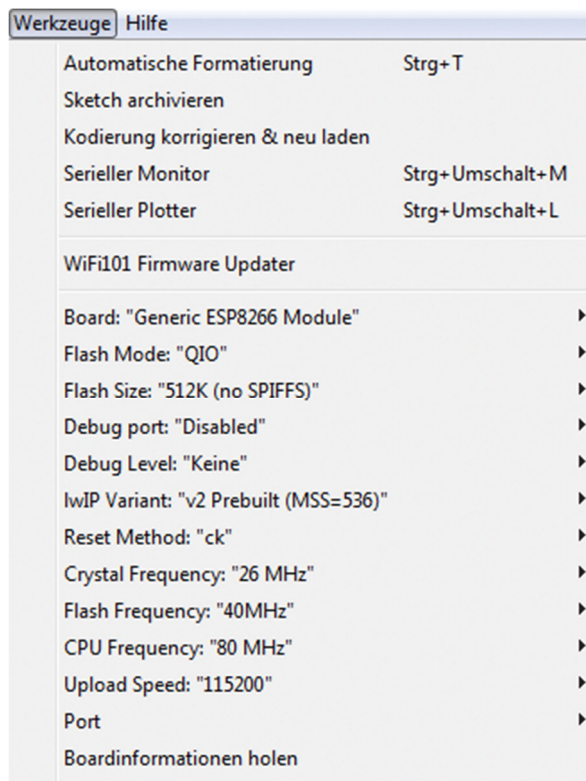 Werkzeuge Hilfe
Automatische Formatierung Strg+T
Sketch archivieren
Kodierung korrigieren & neu laden
Serieller Monitor Strg+Umschalt+M
Serieller Plotter Strg+Umschalt+L
WiFi101 Firmware Updater
Board: "Generic ESP8266 Module"
Flash Mode: "QIO"
Flash Size: "512K (no SPIFFS)"
Debug port: "Disabled"
Debug Level: "Keine"
lwIP Variant: "v2 Prebuilt (MSS=536)"
Reset Method: "ck"
Crystal Frequency: "26 MHz"
Flash Frequency: "40MHz"
CPU Frequency: "80 MHz"
Upload Speed: "115200"
Port
Boardinformationen holen